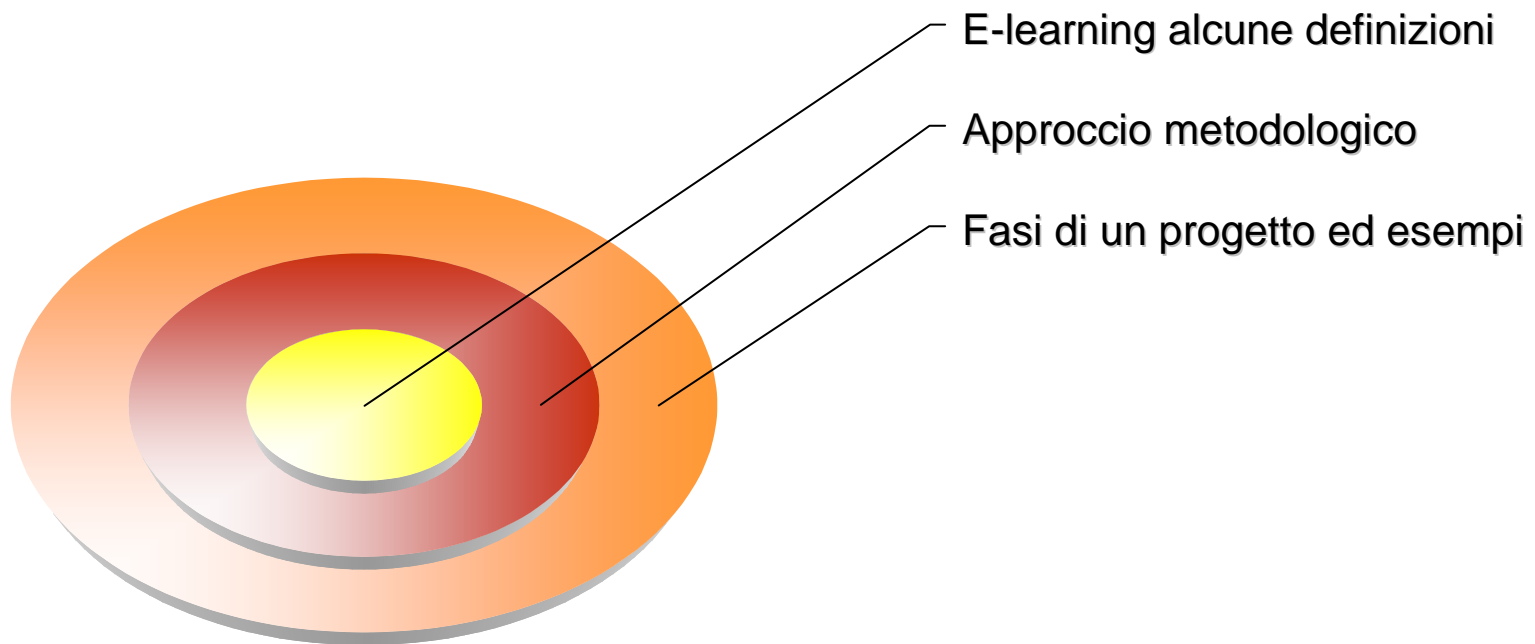 E-learning alcune definizioni
Approccio metodologico
Fasi di un progetto ed esempi